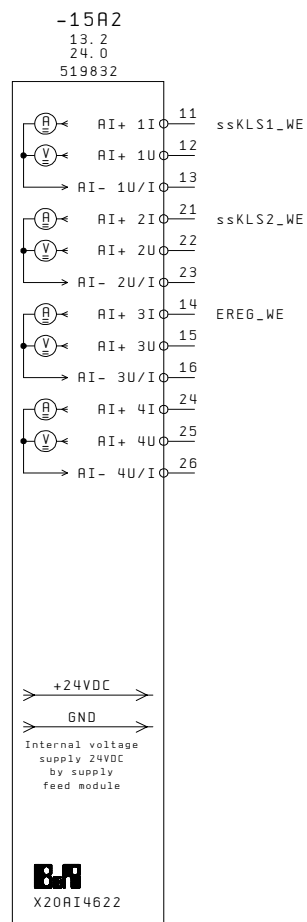 -15A2
13.2
24.0
519832
A AI+ 1I 11 ssKLS1_WE
V AI+ 1U 12
AI- 1U/I 13
A AI+ 2I 21 ssKLS2_WE
V AI+ 2U 22
AI- 2U/I 23
A AI+ 3I 14 EREG_WE
V AI+ 3U 15
AI- 3U/I 16
A AI+ 4I 24
V AI+ 4U 25
AI- 4U/I 26
+24VDC
GND
Internal voltage
supply 24VDC
by supply
feed module
B&R
X20AI4622